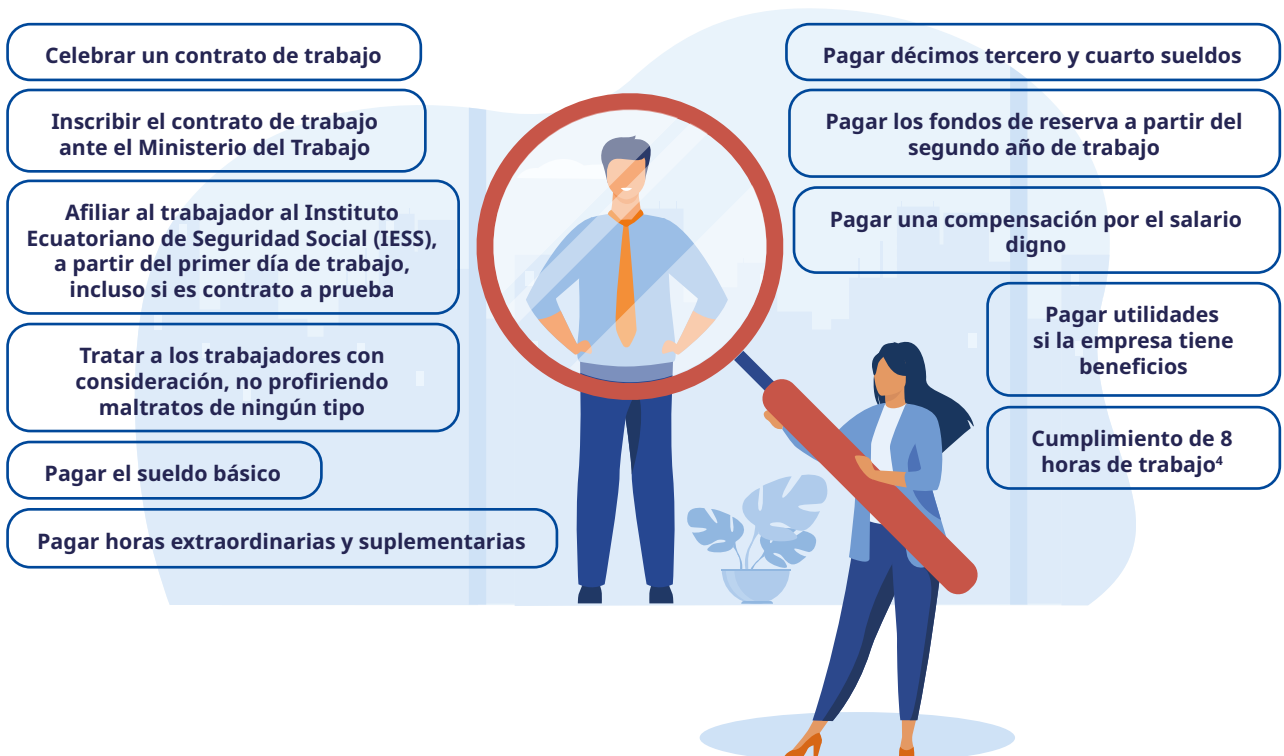 Celebrar un contrato de trabajo
Inscribir el contrato de trabajo
ante el Ministerio del Trabajo
Afiliar al trabajador al Instituto
Ecuatoriano de Seguridad Social (IESS),
a partir del primer día de trabajo,
incluso si es contrato a prueba
Tratar a los trabajadores con
consideración, no profiriendo
maltratos de ningún tipo
Pagar el sueldo básico
Pagar horas extraordinarias y suplementarias
Pagar décimos tercero y cuarto sueldos
Pagar los fondos de reserva a partir del
segundo año de trabajo
Pagar una compensación por el salario
digno
Pagar utilidades
si la empresa tiene
beneficios
Cumplimiento de 8
horas de trabajo⁴